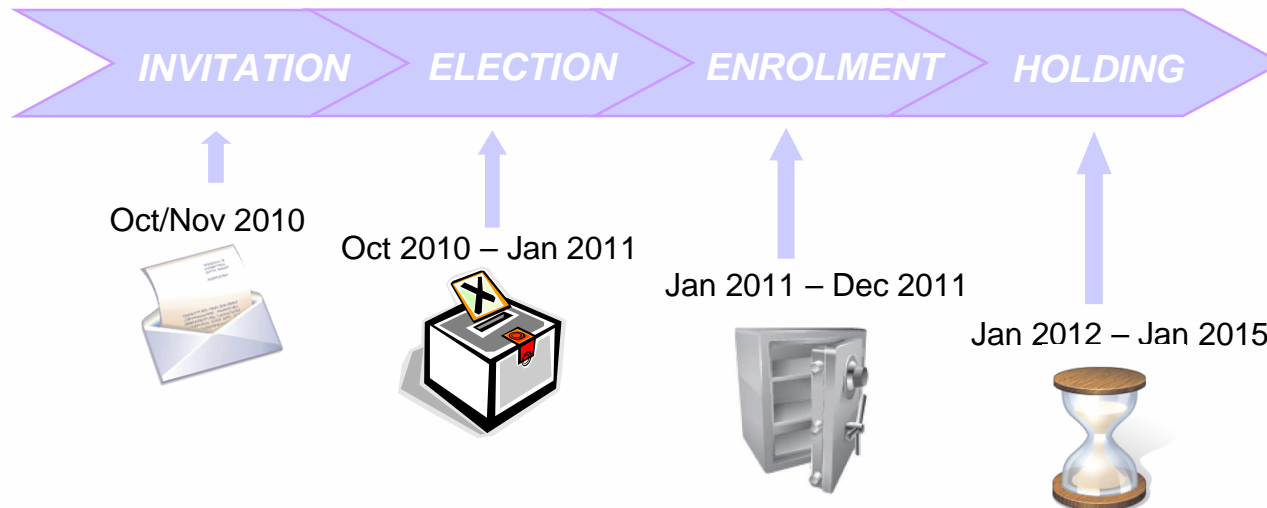 INVITATION
ELECTION
ENROLMENT
HOLDING
Oct/Nov 2010
Oct 2010 – Jan 2011
Jan 2011 – Dec 2011
Jan 2012 – Jan 2015
X